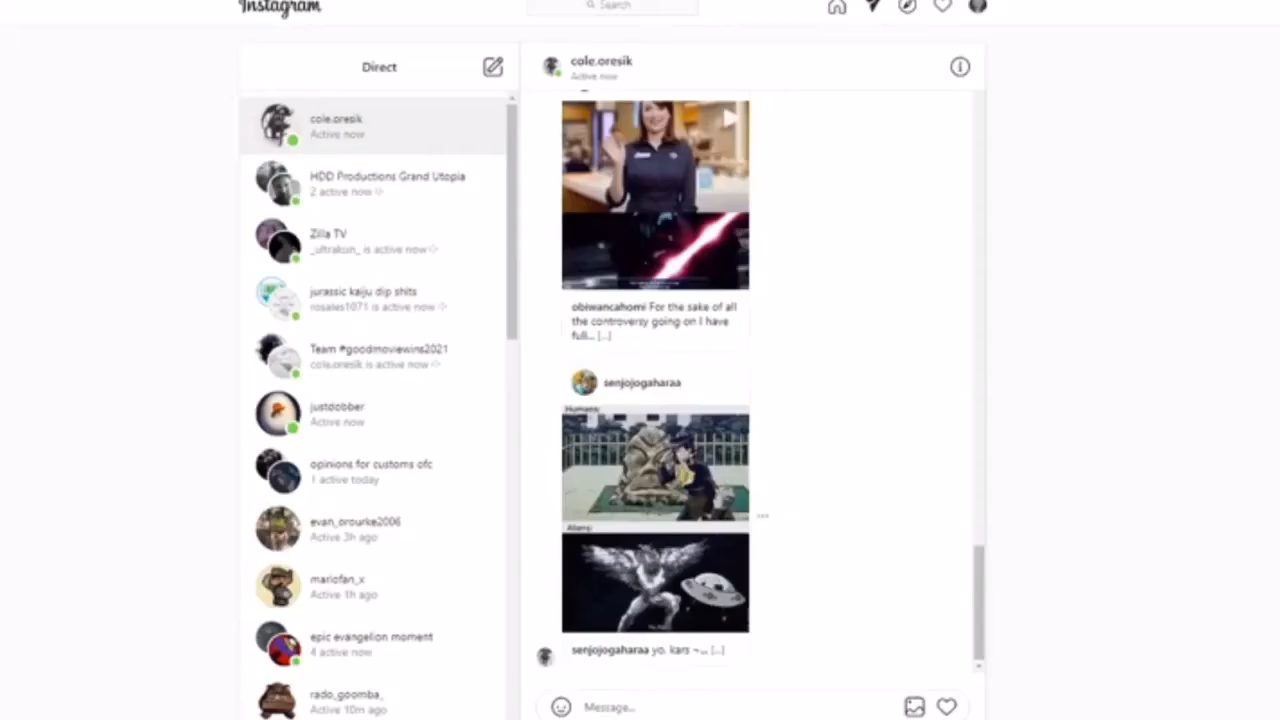 Instagram
Search
Direct
cole.oresik
Active now
HDD Productions Grand Utopia
2 active now
Zilla TV
_ultrakuin_ is active now
jurassic kaiju dip shits
rosales1071 is active now
Team #goodmoviewins2021
cole.oresik is active now
justdobber
Active now
opinions for customs ofc
1 active today
evan_orourke2006
Active 3h ago
mariofan_x
Active 1h ago
epic evangelion moment
4 active now
rado_goomba_
Active 10m ago
cole.oresik
Active now
obiwancahomi For the sake of all
the controversy going on I have
full... [...]
senjojogaharaa
Humans:
Aliens:
senjojogaharaa yo, kars ~... [...]
Message...